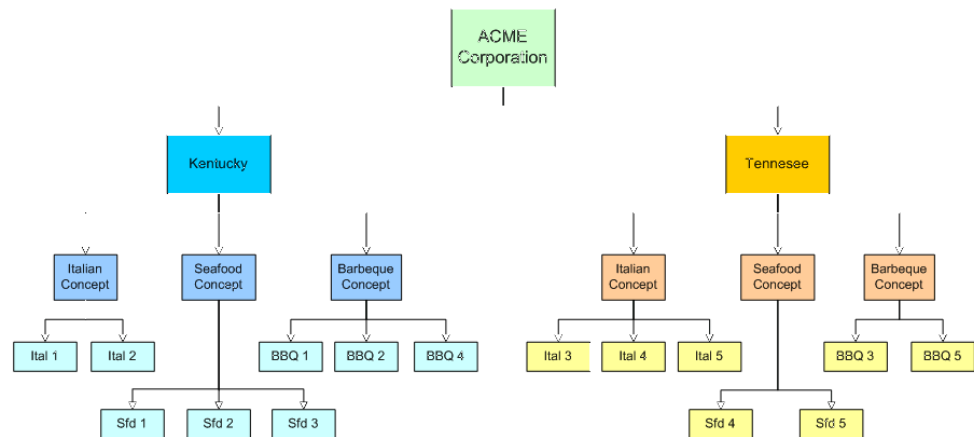 ACME
Corporation
Kentucky
Tennesee
Italian
Concept
Seafood
Concept
Barbeque
Concept
Italian
Concept
Seafood
Concept
Barbeque
Concept
Ital 1
Ital 2
BBQ 1
BBQ 2
BBQ 4
Ital 3
Ital 4
Ital 5
BBQ 3
BBQ 5
Sfd 1
Sfd 2
Sfd 3
Sfd 4
Sfd 5